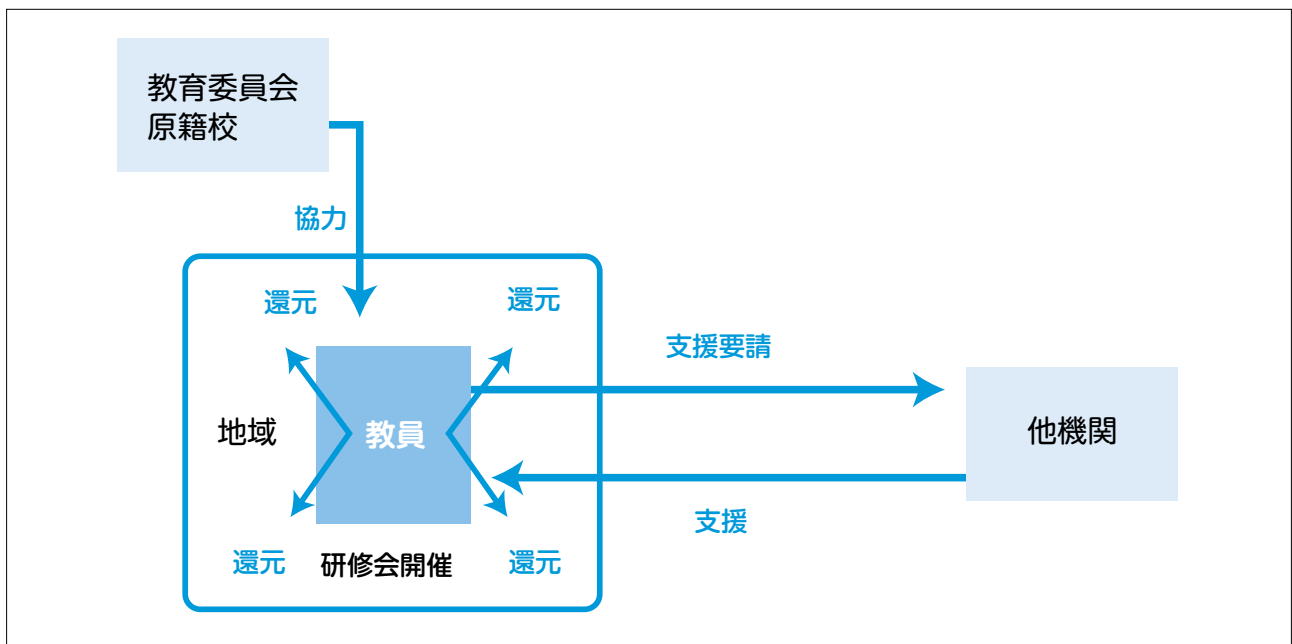 教育委員会
原籍校
協力
還元
還元
支援要請
地域
教員
他機関
支援
還元
研修会開催
還元